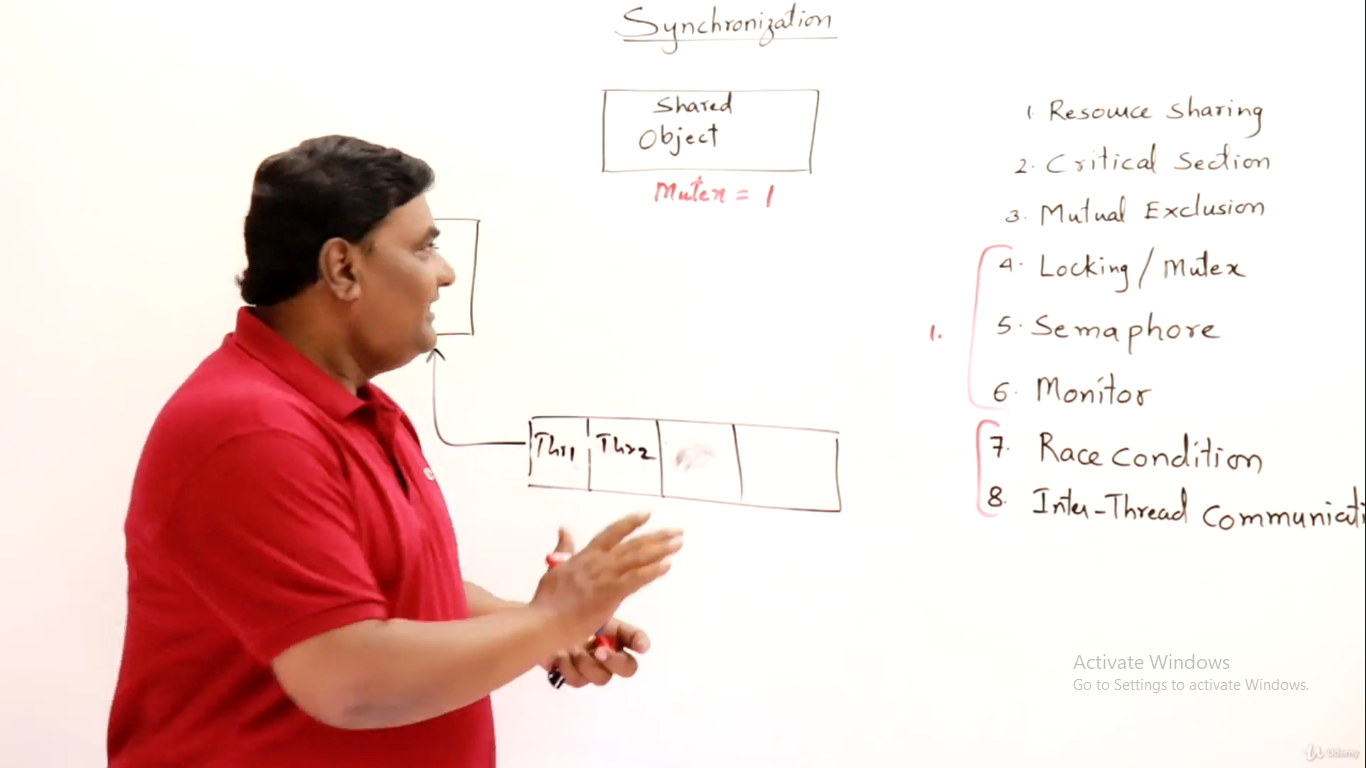 Synchronization
Shared
Object
Mutex = 1
1. Resource Sharing
2. Critical Section
3. Mutual Exclusion
4. Locking / Mutex
5. Semaphore
6. Monitor
1.
7. Race condition
8. Inter-Thread Communicati
Thr1 Thr2
Activate Windows
Go to Settings to activate Windows.
Udemy